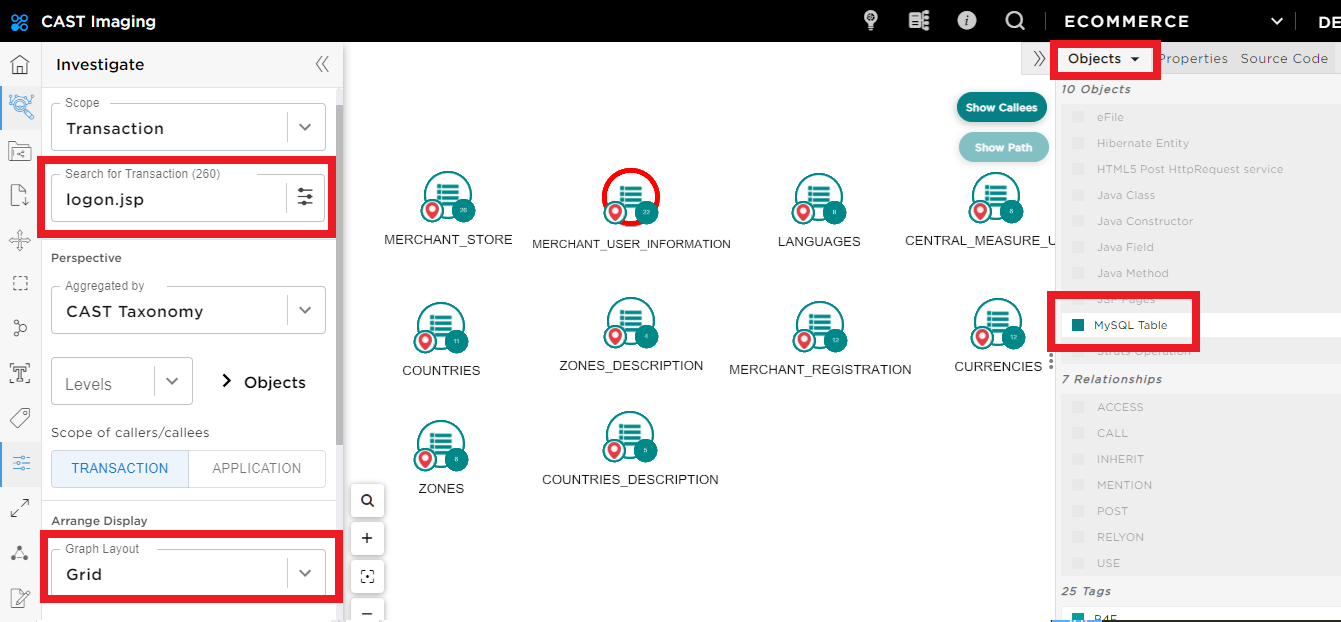 CAST Imaging
ECOMMERCE
DE
Investigate
Objects
Properties
Source Code
Scope
Transaction
Search for Transaction (260)
logon.jsp
Perspective
Aggregated by
CAST Taxonomy
Levels
Objects
Scope of callers/callees
TRANSACTION
APPLICATION
Arrange Display
Graph Layout
Grid
Show Callees
Show Path
26
MERCHANT_STORE
22
MERCHANT_USER_INFORMATION
8
LANGUAGES
8
CENTRAL_MEASURE_U
11
COUNTRIES
4
ZONES_DESCRIPTION
12
MERCHANT_REGISTRATION
12
CURRENCIES
8
ZONES
5
COUNTRIES_DESCRIPTION
10 Objects
eFile
Hibernate Entity
HTML5 Post HttpRequest service
Java Class
Java Constructor
Java Field
Java Method
JSP Pages
MySQL Table
Struts Operation
7 Relationships
ACCESS
CALL
INHERIT
MENTION
POST
RELYON
USE
25 Tags